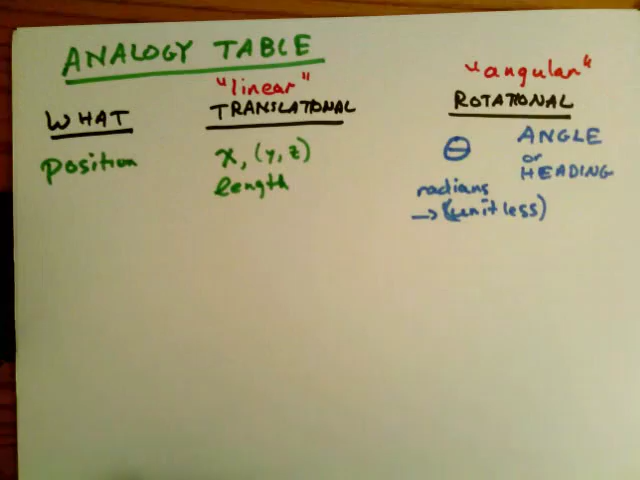 ANALOGY TABLE
"linear" "angular"
WHAT TRANSLATIONAL ROTATIONAL
position x, (y, z) θ ANGLE
or
length HEADING
radians
→ (unitless)